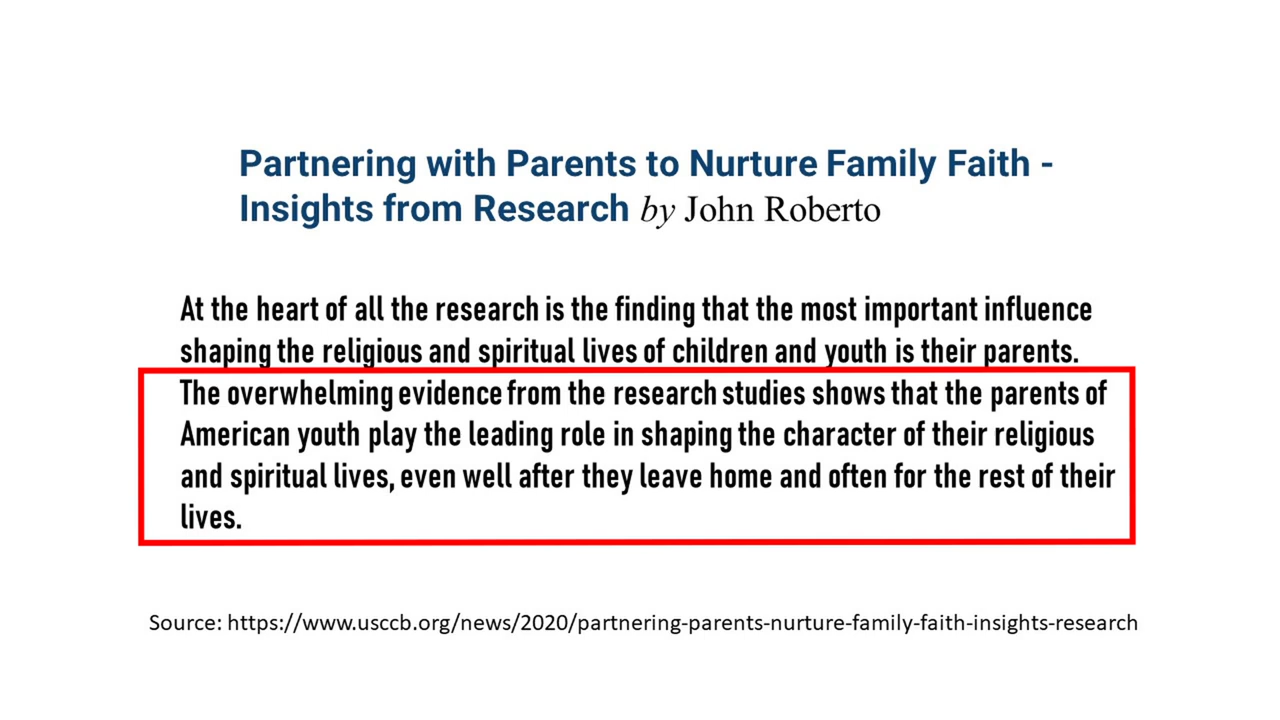 Partnering with Parents to Nurture Family Faith -
Insights from Research by John Roberto
At the heart of all the research is the finding that the most important influence
shaping the religious and spiritual lives of children and youth is their parents.
The overwhelming evidence from the research studies shows that the parents of
American youth play the leading role in shaping the character of their religious
and spiritual lives, even well after they leave home and often for the rest of their
lives.
Source: https://www.usccb.org/news/2020/partnering-parents-nurture-family-faith-insights-research